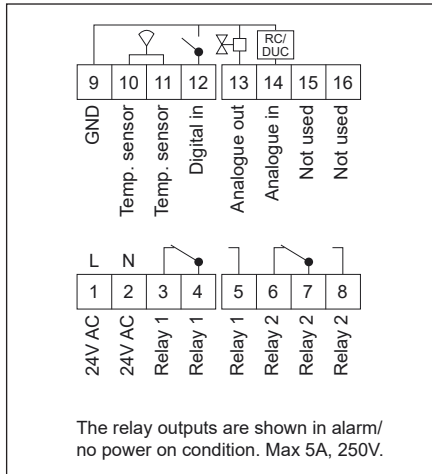 RC/
DUC
9 10 11 12 13 14 15 16
GND
Temp. sensor
Temp. sensor
Digital in
Analogue out
Analogue in
Not used
Not used
L N
1 2 3 4 5 6 7 8
24V AC
24V AC
Relay 1
Relay 1
Relay 1
Relay 2
Relay 2
Relay 2
The relay outputs are shown in alarm/
no power on condition. Max 5A, 250V.